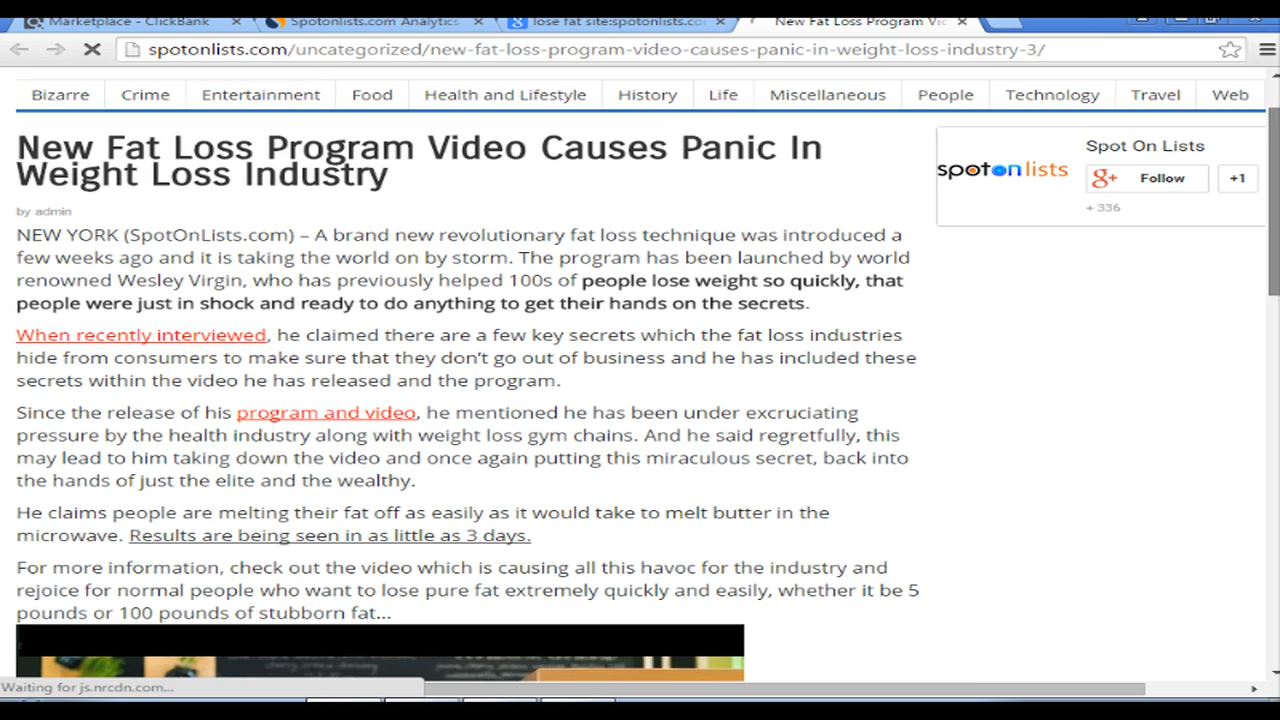 Marketplace - ClickBank
Spotonlists.com Analytics
lose fat site:spotonlists.co
New Fat Loss Program Vic
spotonlists.com/uncategorized/new-fat-loss-program-video-causes-panic-in-weight-loss-industry-3/
Bizarre Crime Entertainment Food Health and Lifestyle History Life Miscellaneous People Technology Travel Web
New Fat Loss Program Video Causes Panic In
Weight Loss Industry
by admin
NEW YORK (SpotOnLists.com) – A brand new revolutionary fat loss technique was introduced a
few weeks ago and it is taking the world on by storm. The program has been launched by world
renowned Wesley Virgin, who has previously helped 100s of people lose weight so quickly, that
people were just in shock and ready to do anything to get their hands on the secrets.
When recently interviewed, he claimed there are a few key secrets which the fat loss industries
hide from consumers to make sure that they don't go out of business and he has included these
secrets within the video he has released and the program.
Since the release of his program and video, he mentioned he has been under excruciating
pressure by the health industry along with weight loss gym chains. And he said regretfully, this
may lead to him taking down the video and once again putting this miraculous secret, back into
the hands of just the elite and the wealthy.
He claims people are melting their fat off as easily as it would take to melt butter in the
microwave. Results are being seen in as little as 3 days.
For more information, check out the video which is causing all this havoc for the industry and
rejoice for normal people who want to lose pure fat extremely quickly and easily, whether it be 5
pounds or 100 pounds of stubborn fat...
spotonlists
Spot On Lists
g+ Follow +1
+ 336
Waiting for js.nrcdn.com...